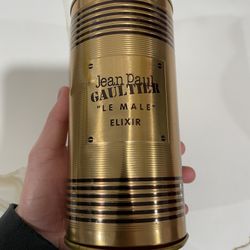 Jean Paul
GAULTIER
"LE MALE"
ELIXIR